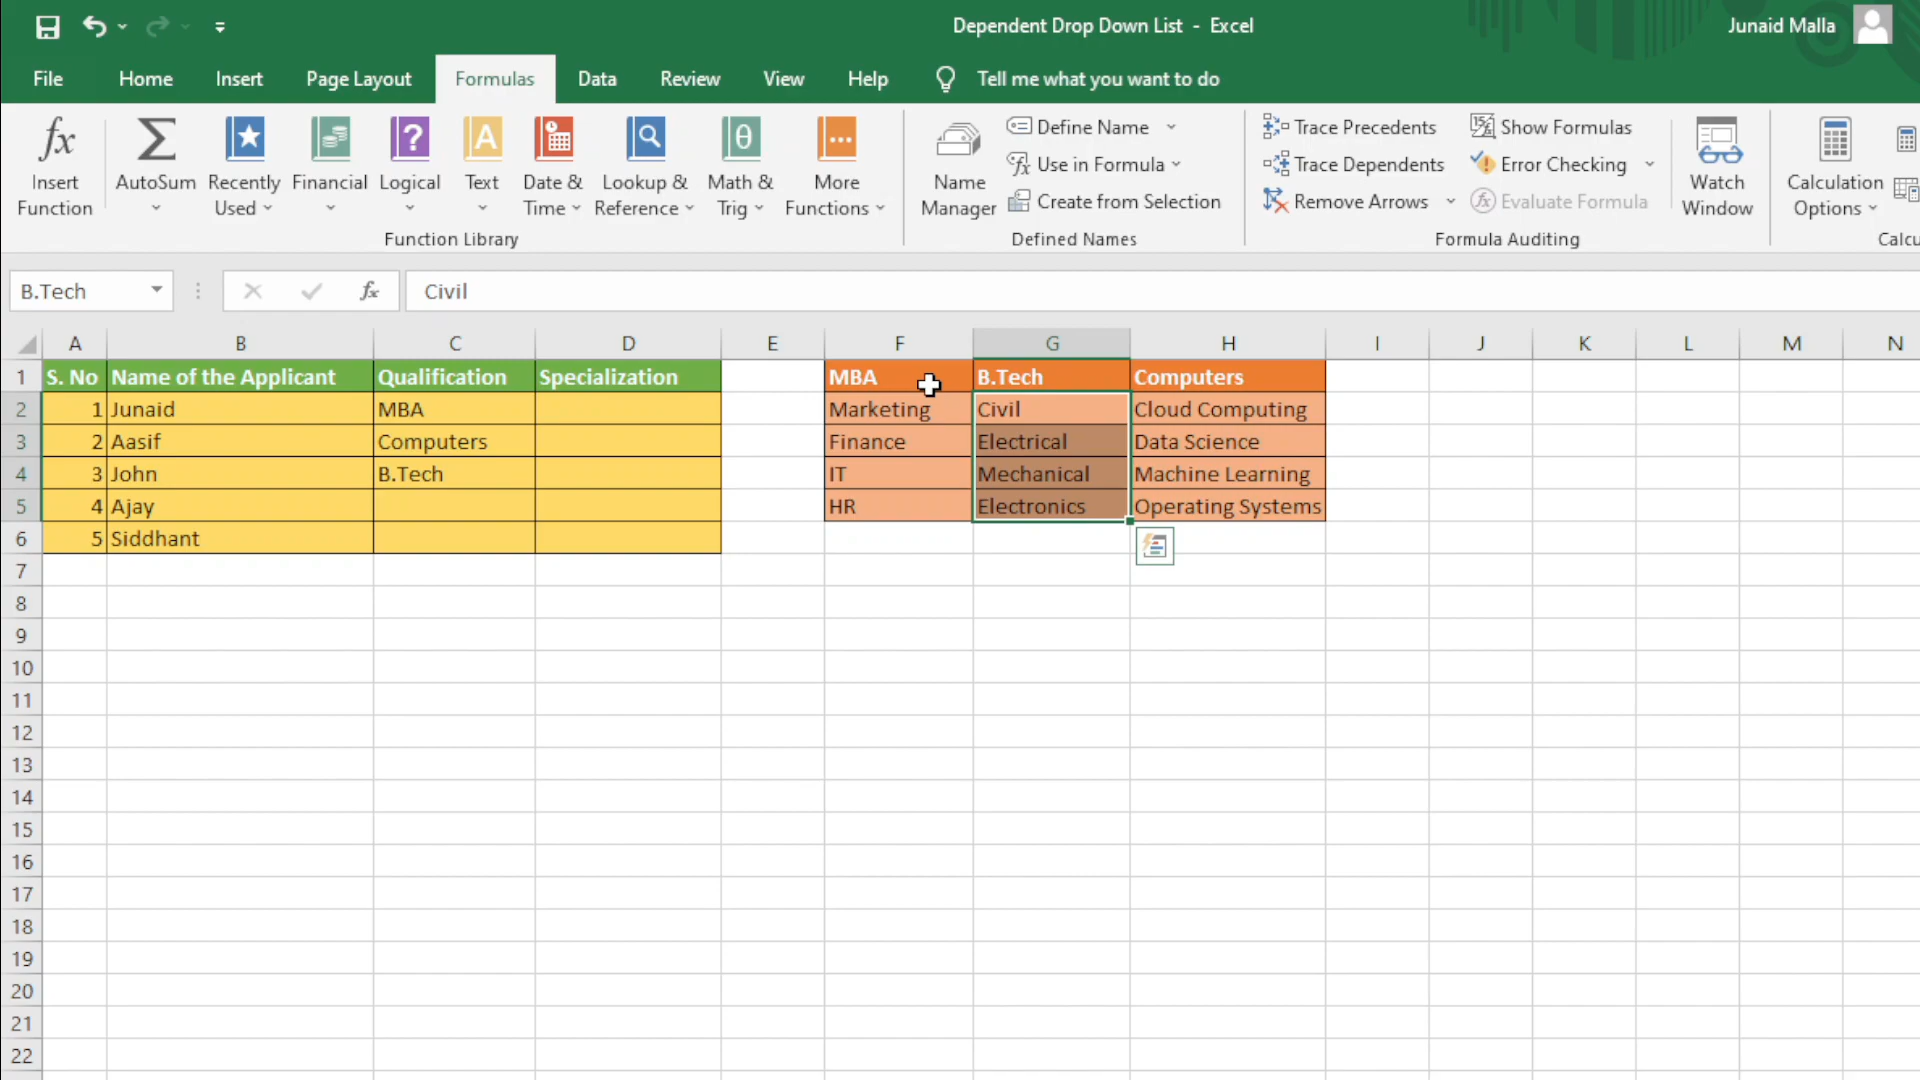 Dependent Drop Down List - Excel
Junaid Malla
File Home Insert Page Layout Formulas Data Review View Help Tell me what you want to do
fx Insert Function
Σ AutoSum
Recently Used
Financial
Logical
Text
Date & Time
Lookup & Reference
Math & Trig
More Functions
Function Library
Name Manager
Define Name
Use in Formula
Create from Selection
Defined Names
Trace Precedents
Trace Dependents
Remove Arrows
Show Formulas
Error Checking
Evaluate Formula
Formula Auditing
Watch Window
Calculation Options
Calcu
B.Tech fx Civil
A B C D E F G H I J K L M N
1 S. No Name of the Applicant Qualification Specialization MBA B.Tech Computers
2 1 Junaid MBA Marketing Civil Cloud Computing
3 2 Aasif Computers Finance Electrical Data Science
4 3 John B.Tech IT Mechanical Machine Learning
5 4 Ajay HR Electronics Operating Systems
6 5 Siddhant
7
8
9
10
11
12
13
14
15
16
17
18
19
20
21
22